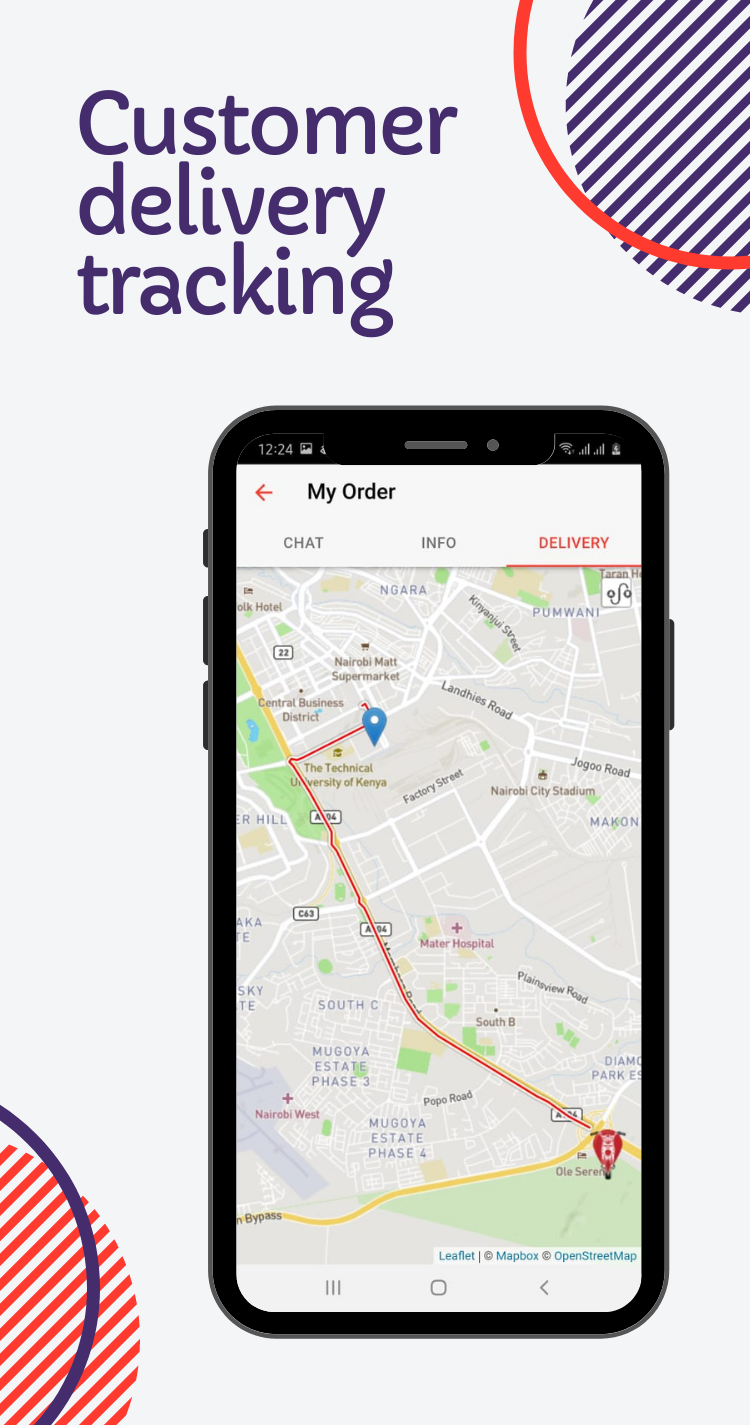 Customer
delivery
tracking
12:24
My Order
CHAT
INFO
DELIVERY
NGARA
Taran
olk Hotel
Kinyanjui Street
PUMWANI
22
Nairobi Matt
Supermarket
Central Business
District
Landhies Road
The Technical
University of Kenya
Jogoo Road
Factory Street
Nairobi City Stadium
ER HILL
A104
MAKON
C63
AKA
TE
A104
Mater Hospital
SKY
TE
Plainsview Road
SOUTH C
South B
MUGOYA
ESTATE
PHASE 3
DIAMO
PARK ES
Nairobi West
Popo Road
A104
MUGOYA
ESTATE
PHASE 4
Ole Seren
n Bypass
Leaflet | © Mapbox © OpenStreetMap